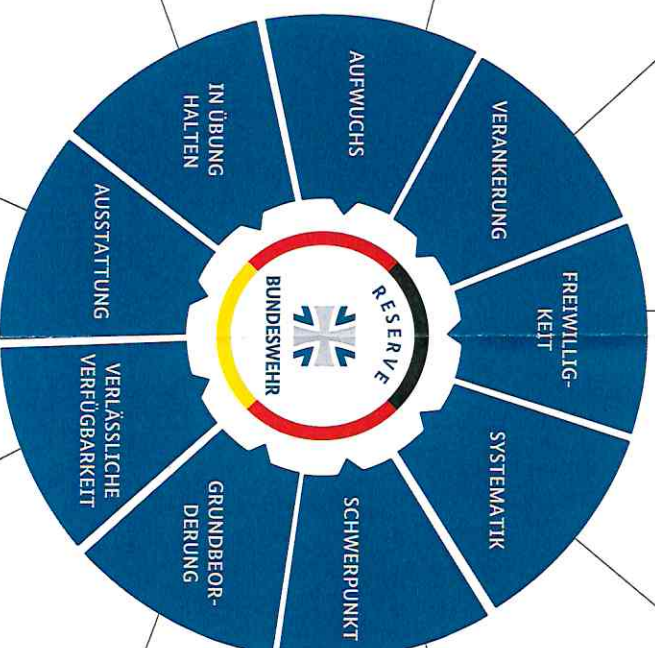 FREIWILLIG-
KEIT
SYSTEMATIK
SCHWERPUNKT
GRUNDBEOR-
DERUNG
VERLÄSSLICHE
VERFÜGBARKEIT
AUSSTATTUNG
IN ÜBUNG
HALTEN
AUFWUCHS
VERANKERUNG
RESERVE
BUNDESWEHR